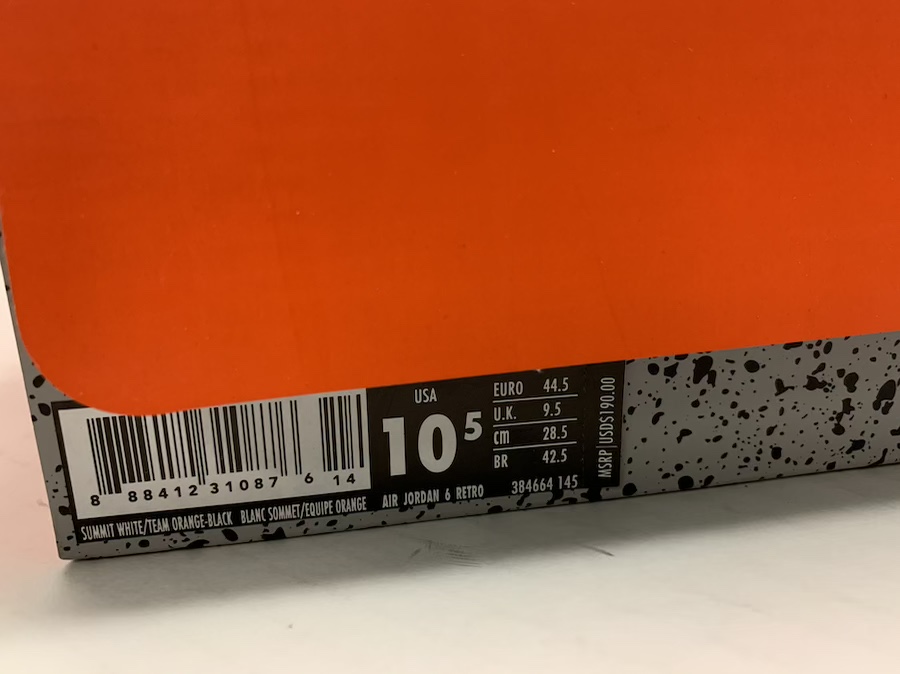 USA
10⁵
EURO 44.5
U.K. 9.5
cm 28.5
BR 42.5
MSRP|USD$190.00
8 88412 31087 6 14
AIR JORDAN 6 RETRO 384664 145
SUMMIT WHITE/TEAM ORANGE-BLACK BLANC SOMMET/EQUIPE ORANGE